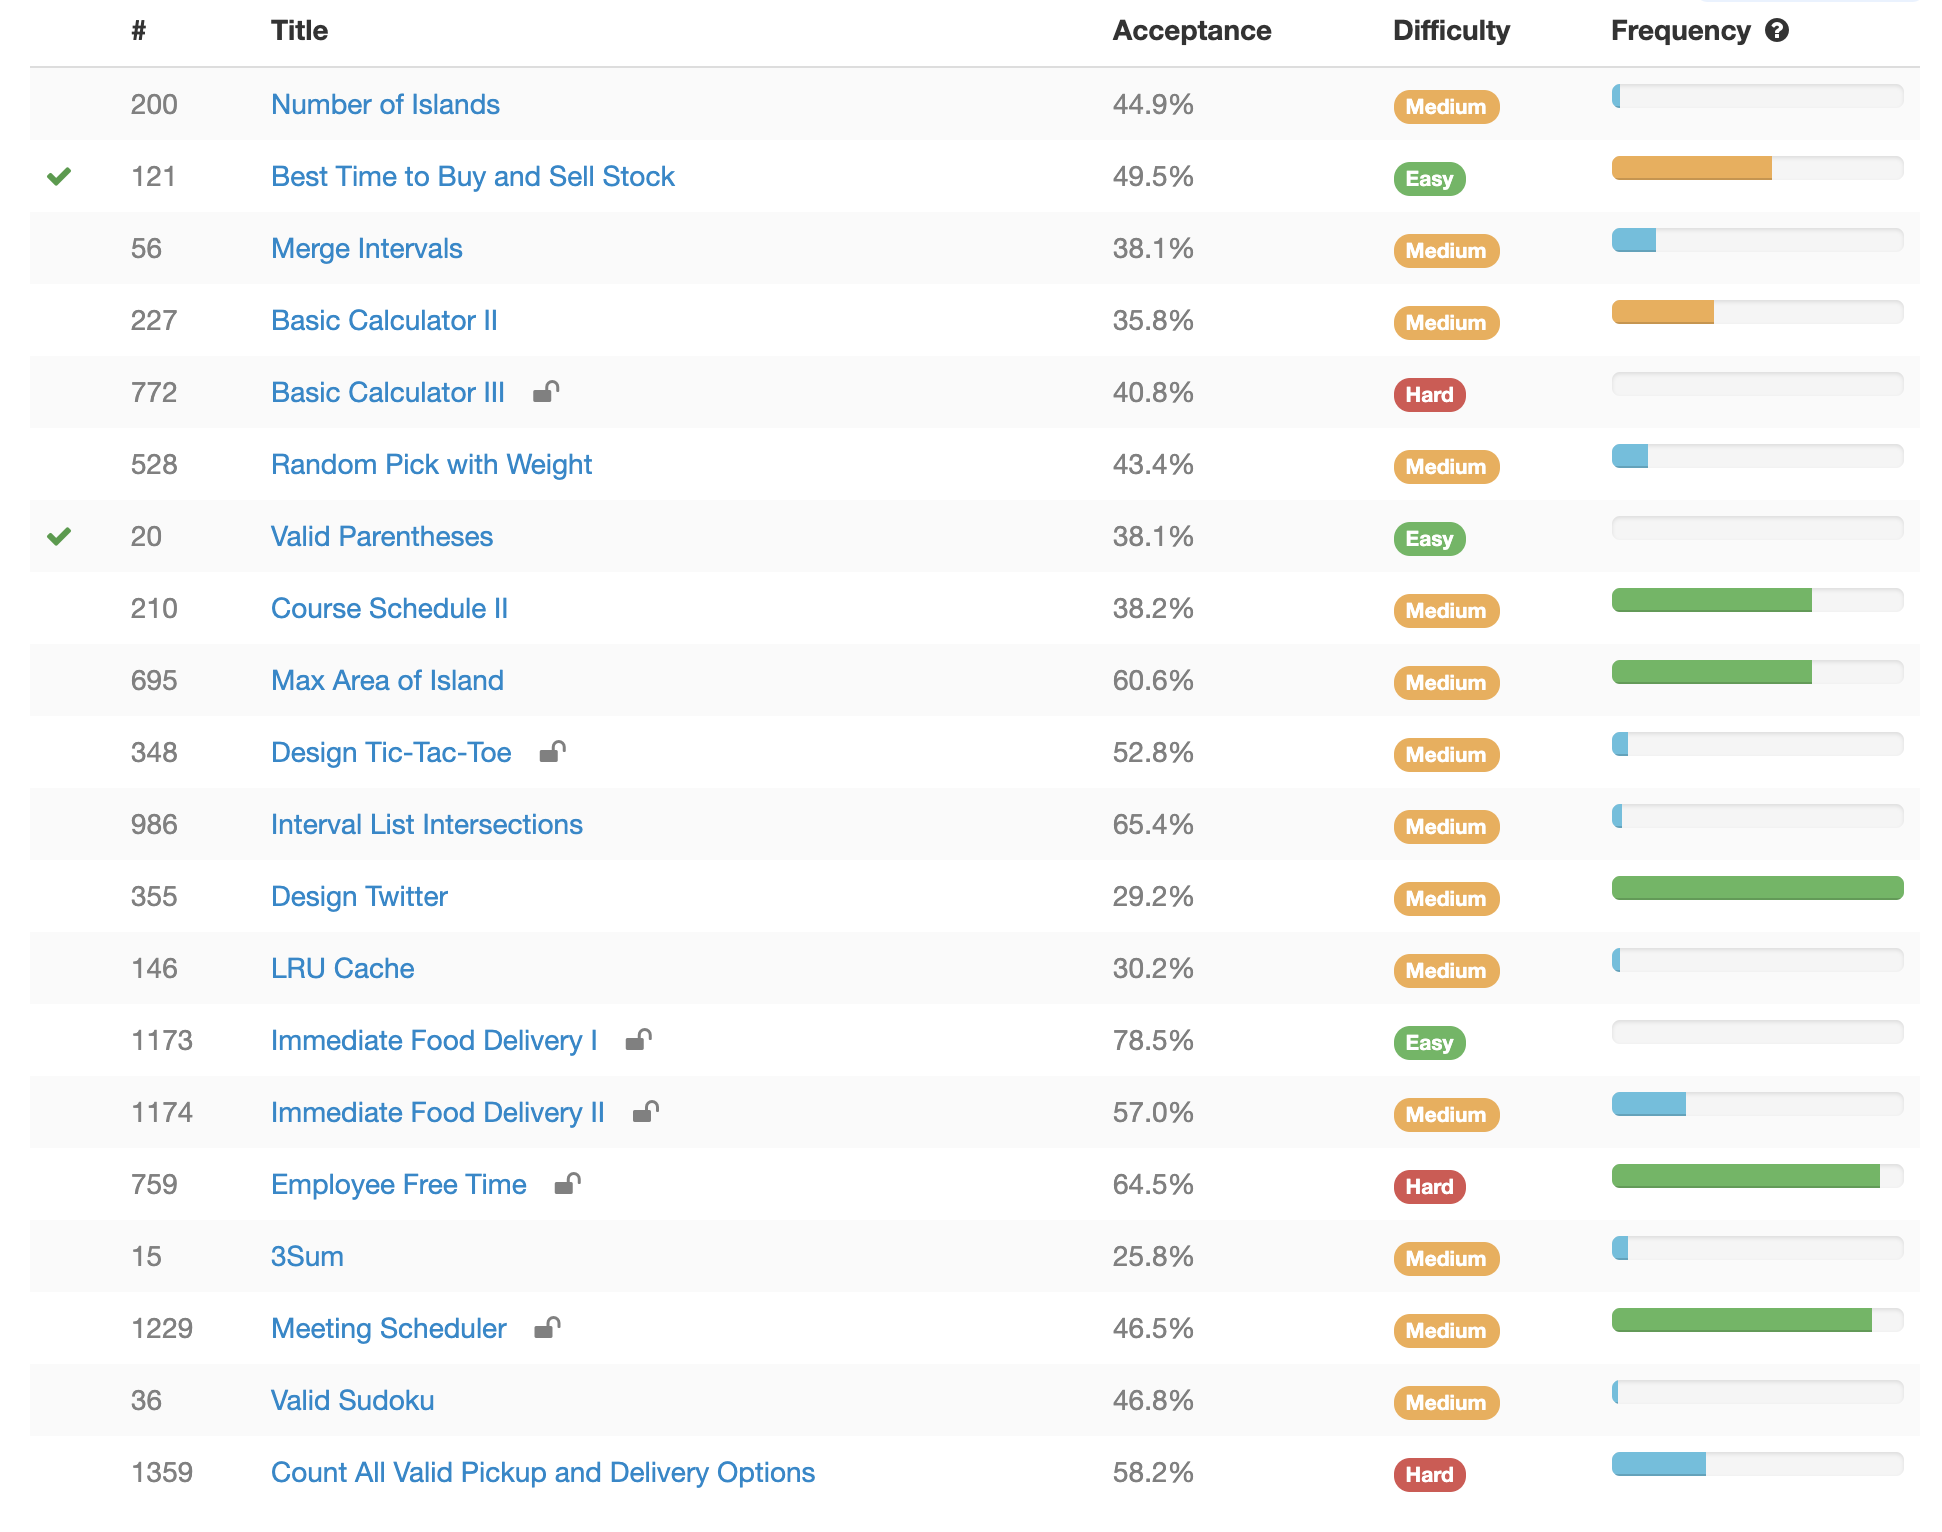 # Title Acceptance Difficulty Frequency
200 Number of Islands 44.9% Medium
121 Best Time to Buy and Sell Stock 49.5% Easy
56 Merge Intervals 38.1% Medium
227 Basic Calculator II 35.8% Medium
772 Basic Calculator III 40.8% Hard
528 Random Pick with Weight 43.4% Medium
20 Valid Parentheses 38.1% Easy
210 Course Schedule II 38.2% Medium
695 Max Area of Island 60.6% Medium
348 Design Tic-Tac-Toe 52.8% Medium
986 Interval List Intersections 65.4% Medium
355 Design Twitter 29.2% Medium
146 LRU Cache 30.2% Medium
1173 Immediate Food Delivery I 78.5% Easy
1174 Immediate Food Delivery II 57.0% Medium
759 Employee Free Time 64.5% Hard
15 3Sum 25.8% Medium
1229 Meeting Scheduler 46.5% Medium
36 Valid Sudoku 46.8% Medium
1359 Count All Valid Pickup and Delivery Options 58.2% Hard